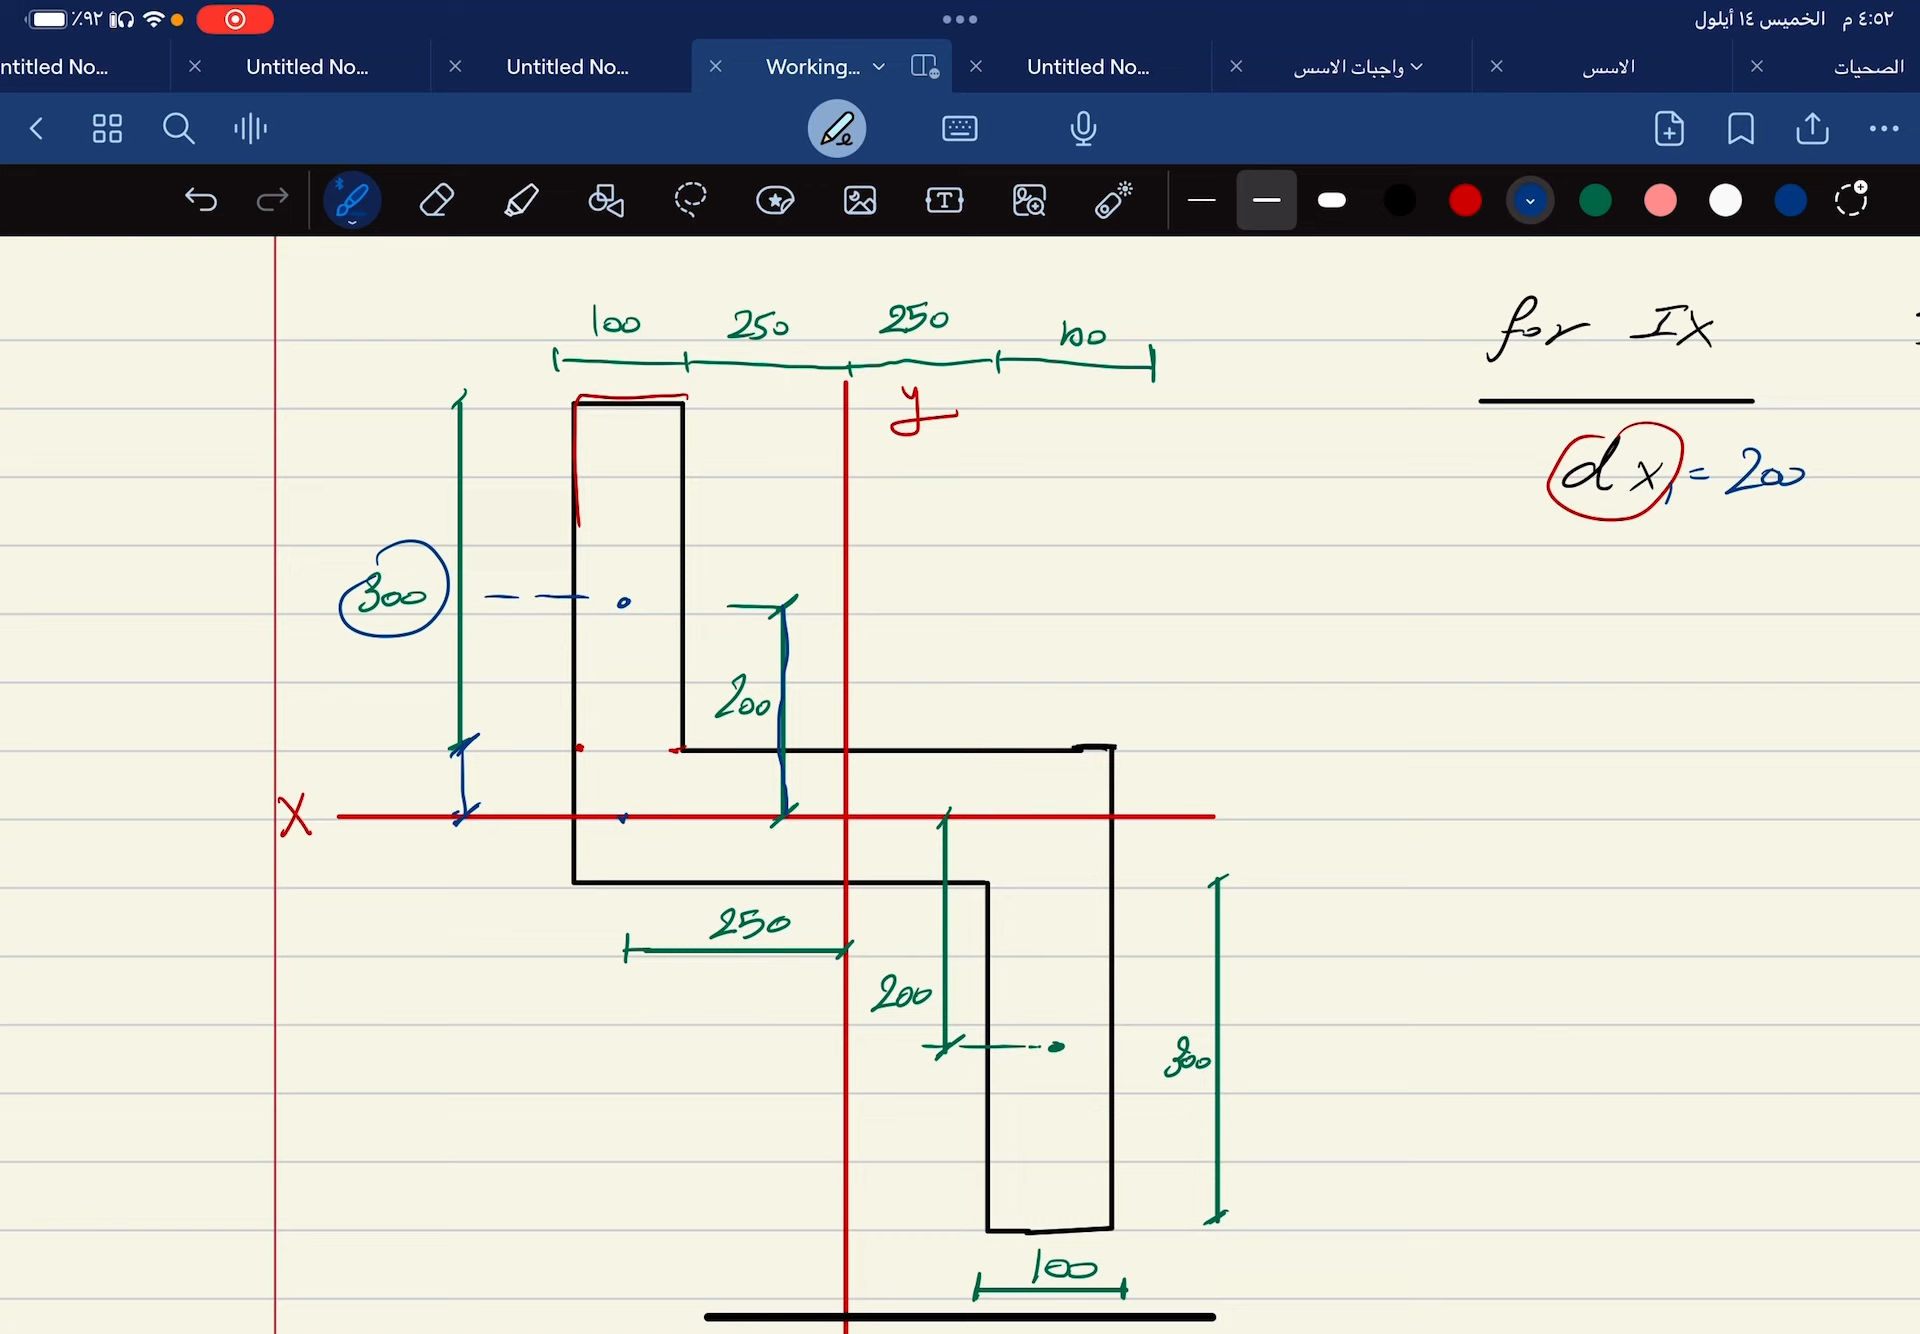 ٪٩٢
٤:٥٢ م الخميس ١٤ أيلول
ntitled No...
Untitled No...
Untitled No...
Working...
Untitled No...
واجبات الاسس
الاسس
الصحيات
100
250
250
100
for IX
y
dx₁ = 200
300
200
X
250
200
300
100